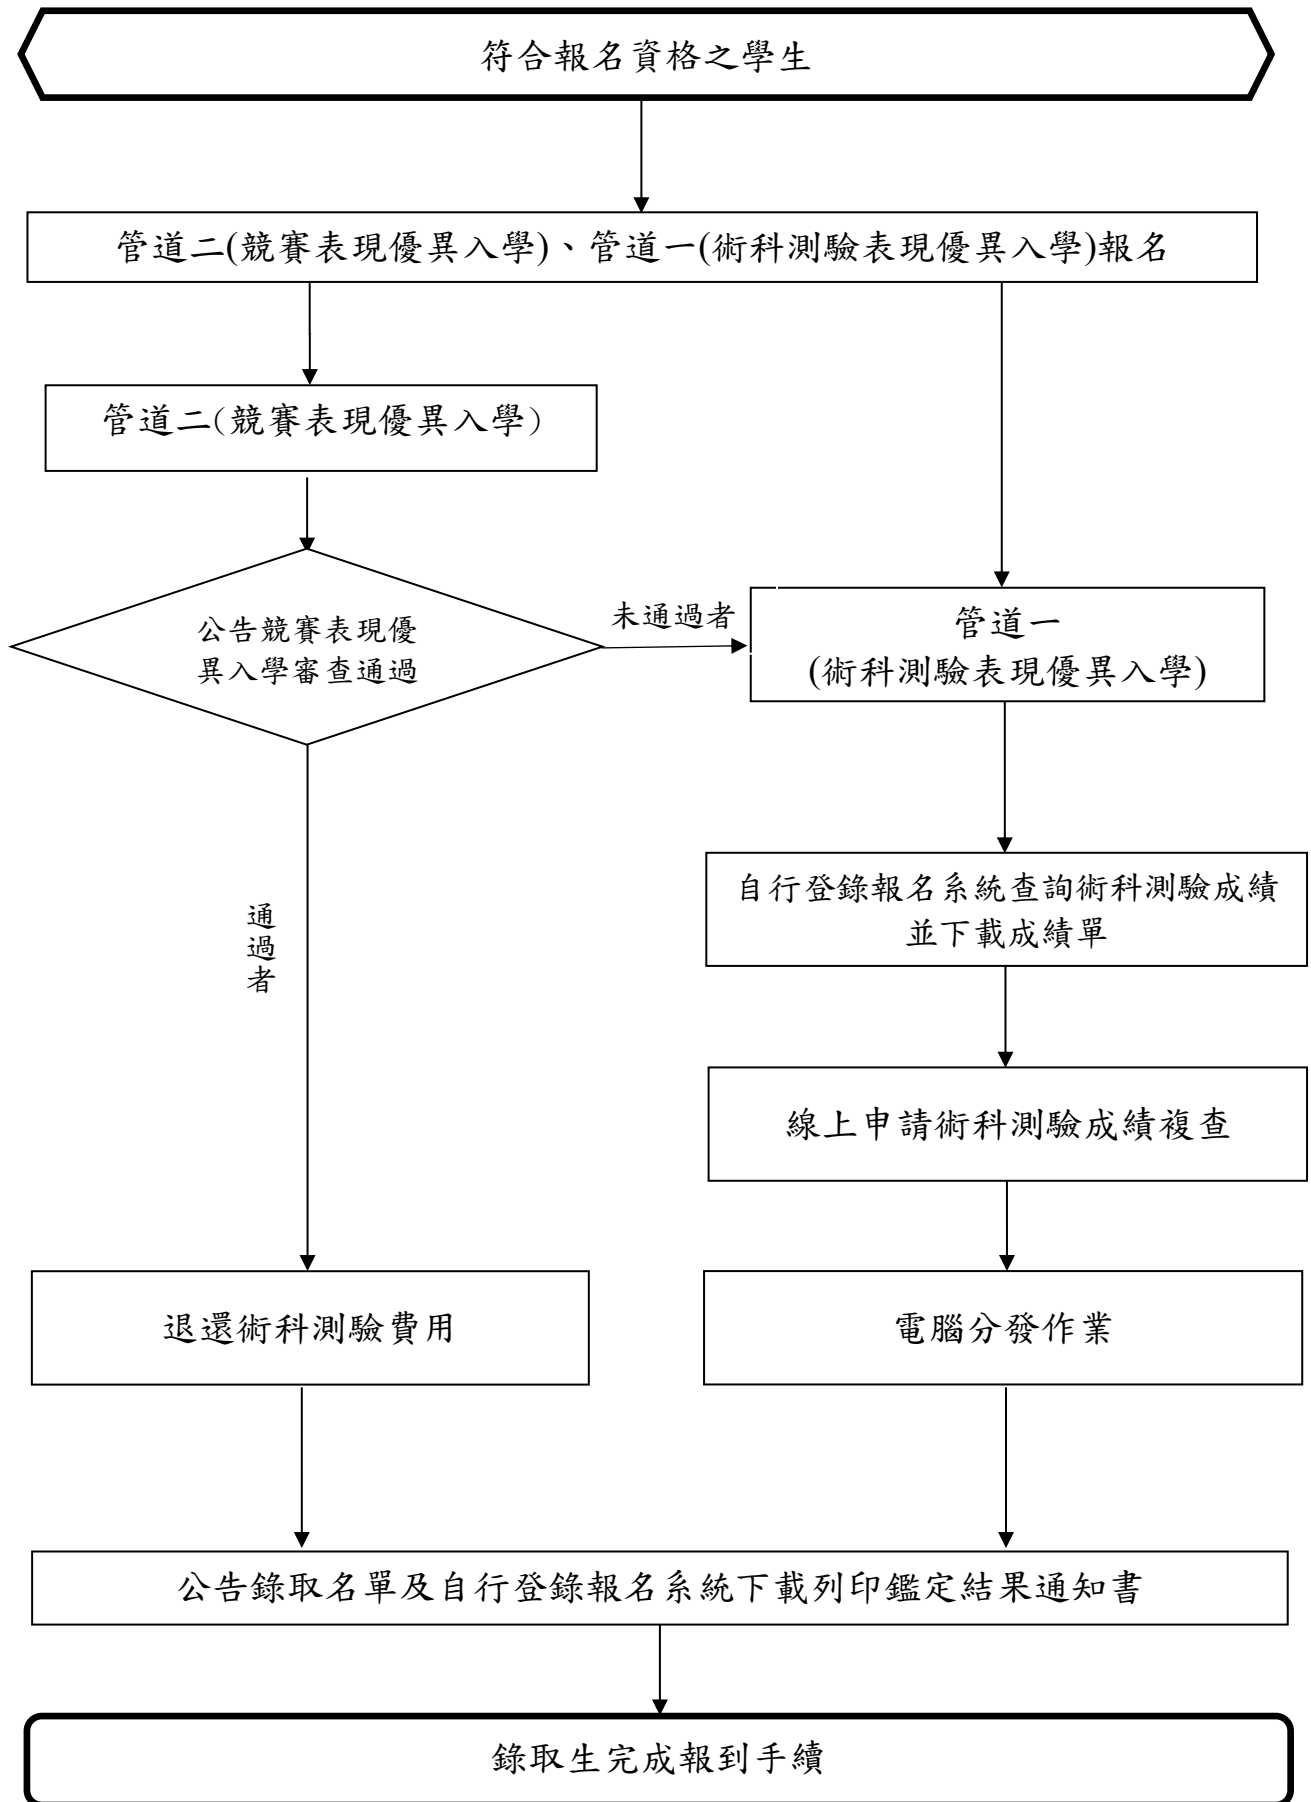 符合報名資格之學生
管道二(競賽表現優異入學)、管道一(術科測驗表現優異入學)報名
管道二(競賽表現優異入學)
公告競賽表現優
異入學審查通過
未通過者
管道一
(術科測驗表現優異入學)
自行登錄報名系統查詢術科測驗成績
並下載成績單
通過者
線上申請術科測驗成績複查
退還術科測驗費用
電腦分發作業
公告錄取名單及自行登錄報名系統下載列印鑑定結果通知書
錄取生完成報到手續